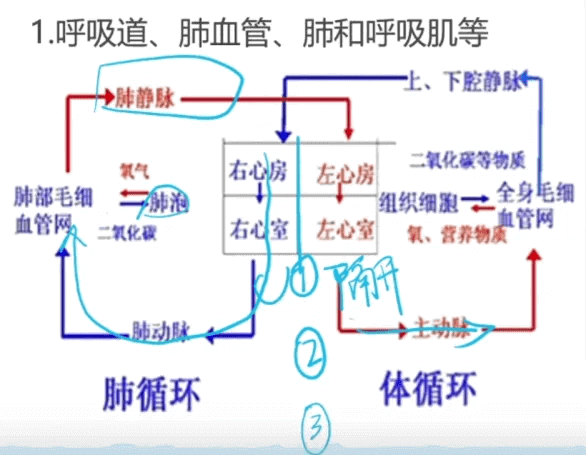 1.呼吸道、肺血管、肺和呼吸肌等
肺静脉
上、下腔静脉
氧气
肺泡
二氧化碳
肺部毛细
血管网
右心房
左心房
右心室
左心室
二氧化碳等物质
组织细胞
氧、营养物质
全身毛细
血管网
① 隔开
肺动脉
主动脉
②
肺循环
体循环
③